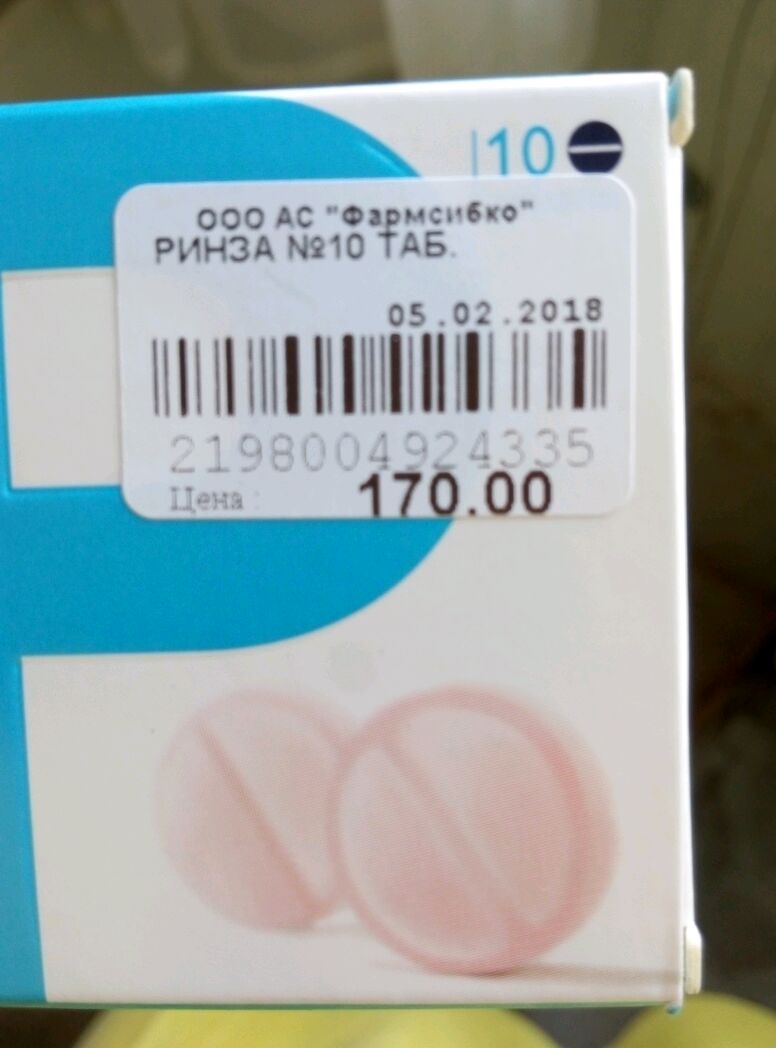 10
ООО АС "Фармсибко"
РИНЗА №10 ТАБ.
05.02.2018
2198004924335
Цена : 170.00